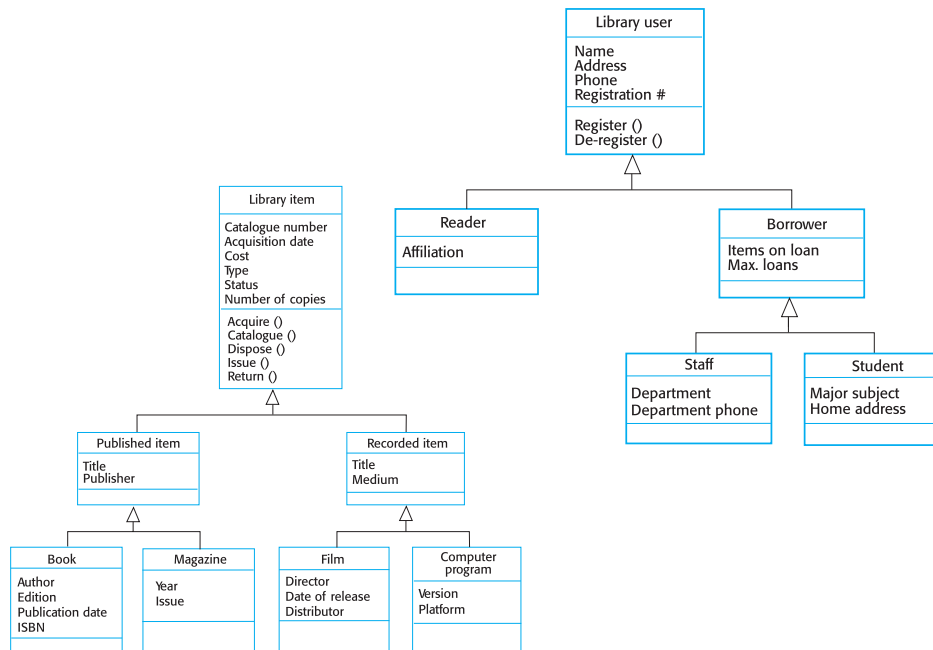 Library user
Name
Address
Phone
Registration #
Register ()
De-register ()
Reader
Affiliation
Borrower
Items on loan
Max. loans
Staff
Department
Department phone
Student
Major subject
Home address
Library item
Catalogue number
Acquisition date
Cost
Type
Status
Number of copies
Acquire ()
Catalogue ()
Dispose ()
Issue ()
Return ()
Published item
Title
Publisher
Recorded item
Title
Medium
Book
Author
Edition
Publication date
ISBN
Magazine
Year
Issue
Film
Director
Date of release
Distributor
Computer
program
Version
Platform